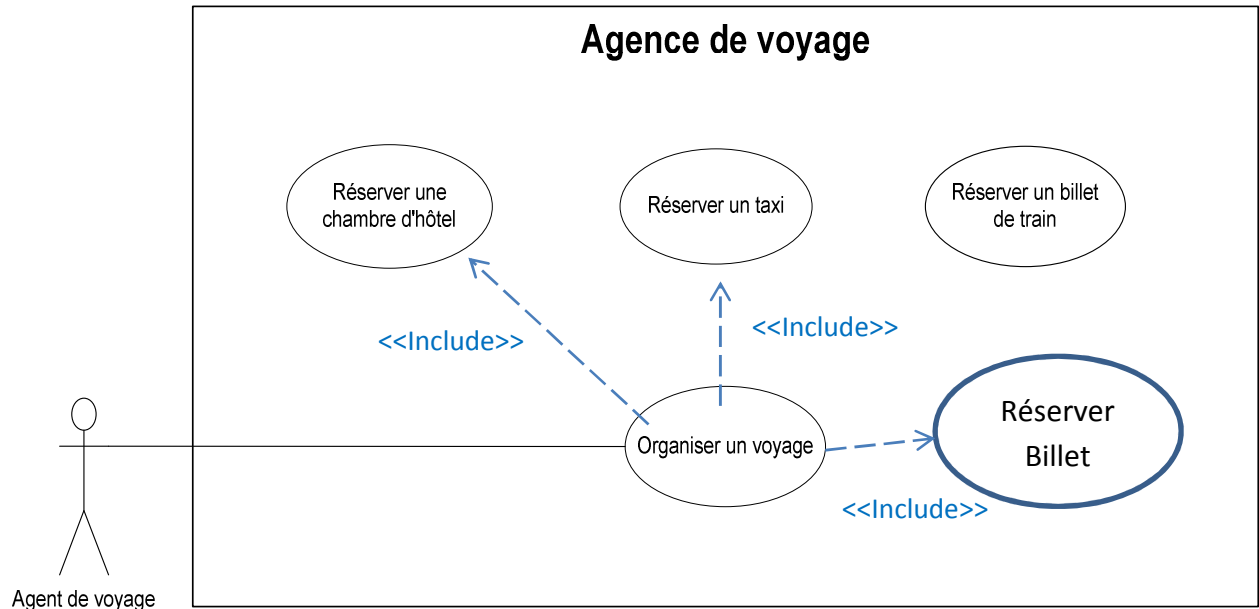 Agence de voyage
Réserver une
chambre d'hôtel
Réserver un taxi
Réserver un billet
de train
<<Include>>
<<Include>>
Réserver
Billet
Organiser un voyage
<<Include>>
Agent de voyage